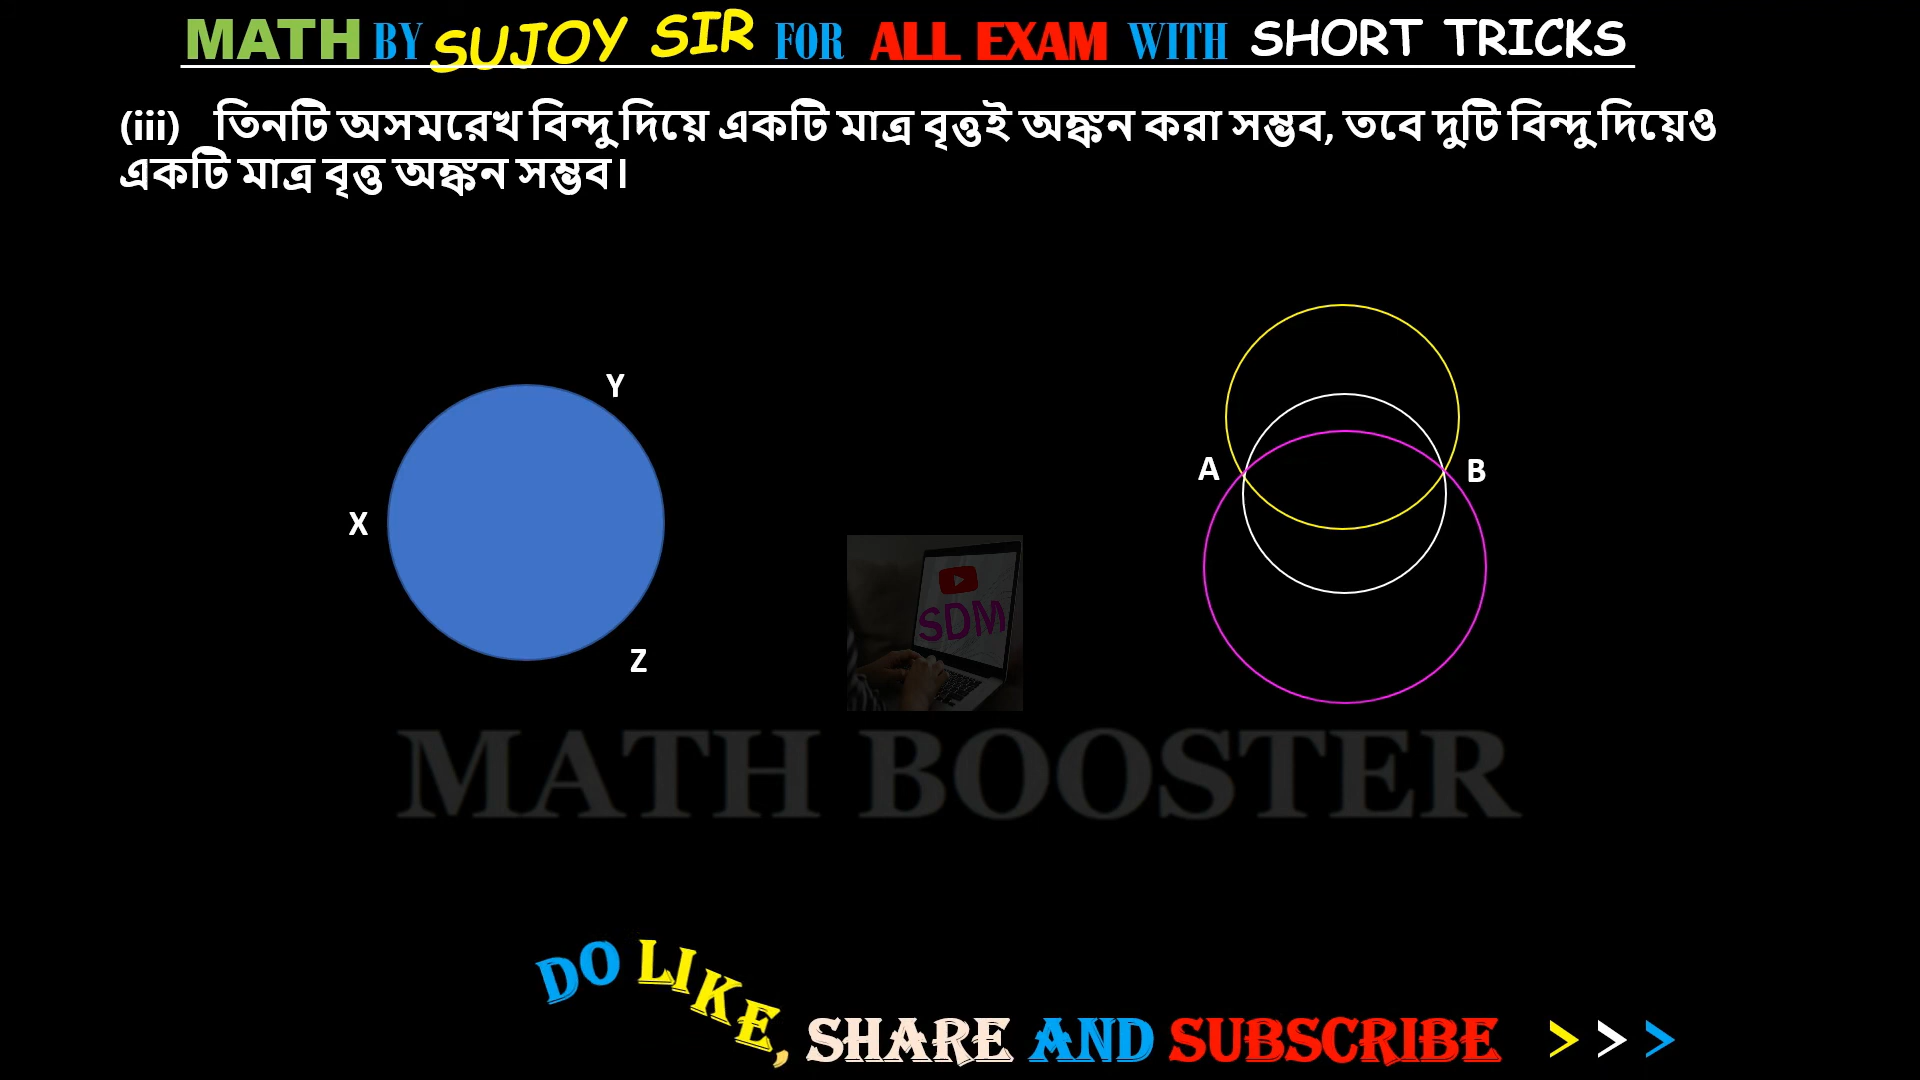 MATH BY SUJOY SIR FOR ALL EXAM WITH SHORT TRICKS
(iii) তিনটি অসমরেখ বিন্দু দিয়ে একটি মাত্র বৃত্তই অঙ্কন করা সম্ভব, তবে দুটি বিন্দু দিয়েও
একটি মাত্র বৃত্ত অঙ্কন সম্ভব।
Y
X
Z
A
B
SDM
MATH BOOSTER
DO LIKE, SHARE AND SUBSCRIBE >>>